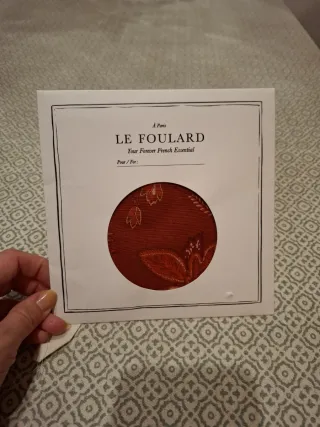 À Paris
LE FOULARD
Your Forever French Essential
Pour / For: